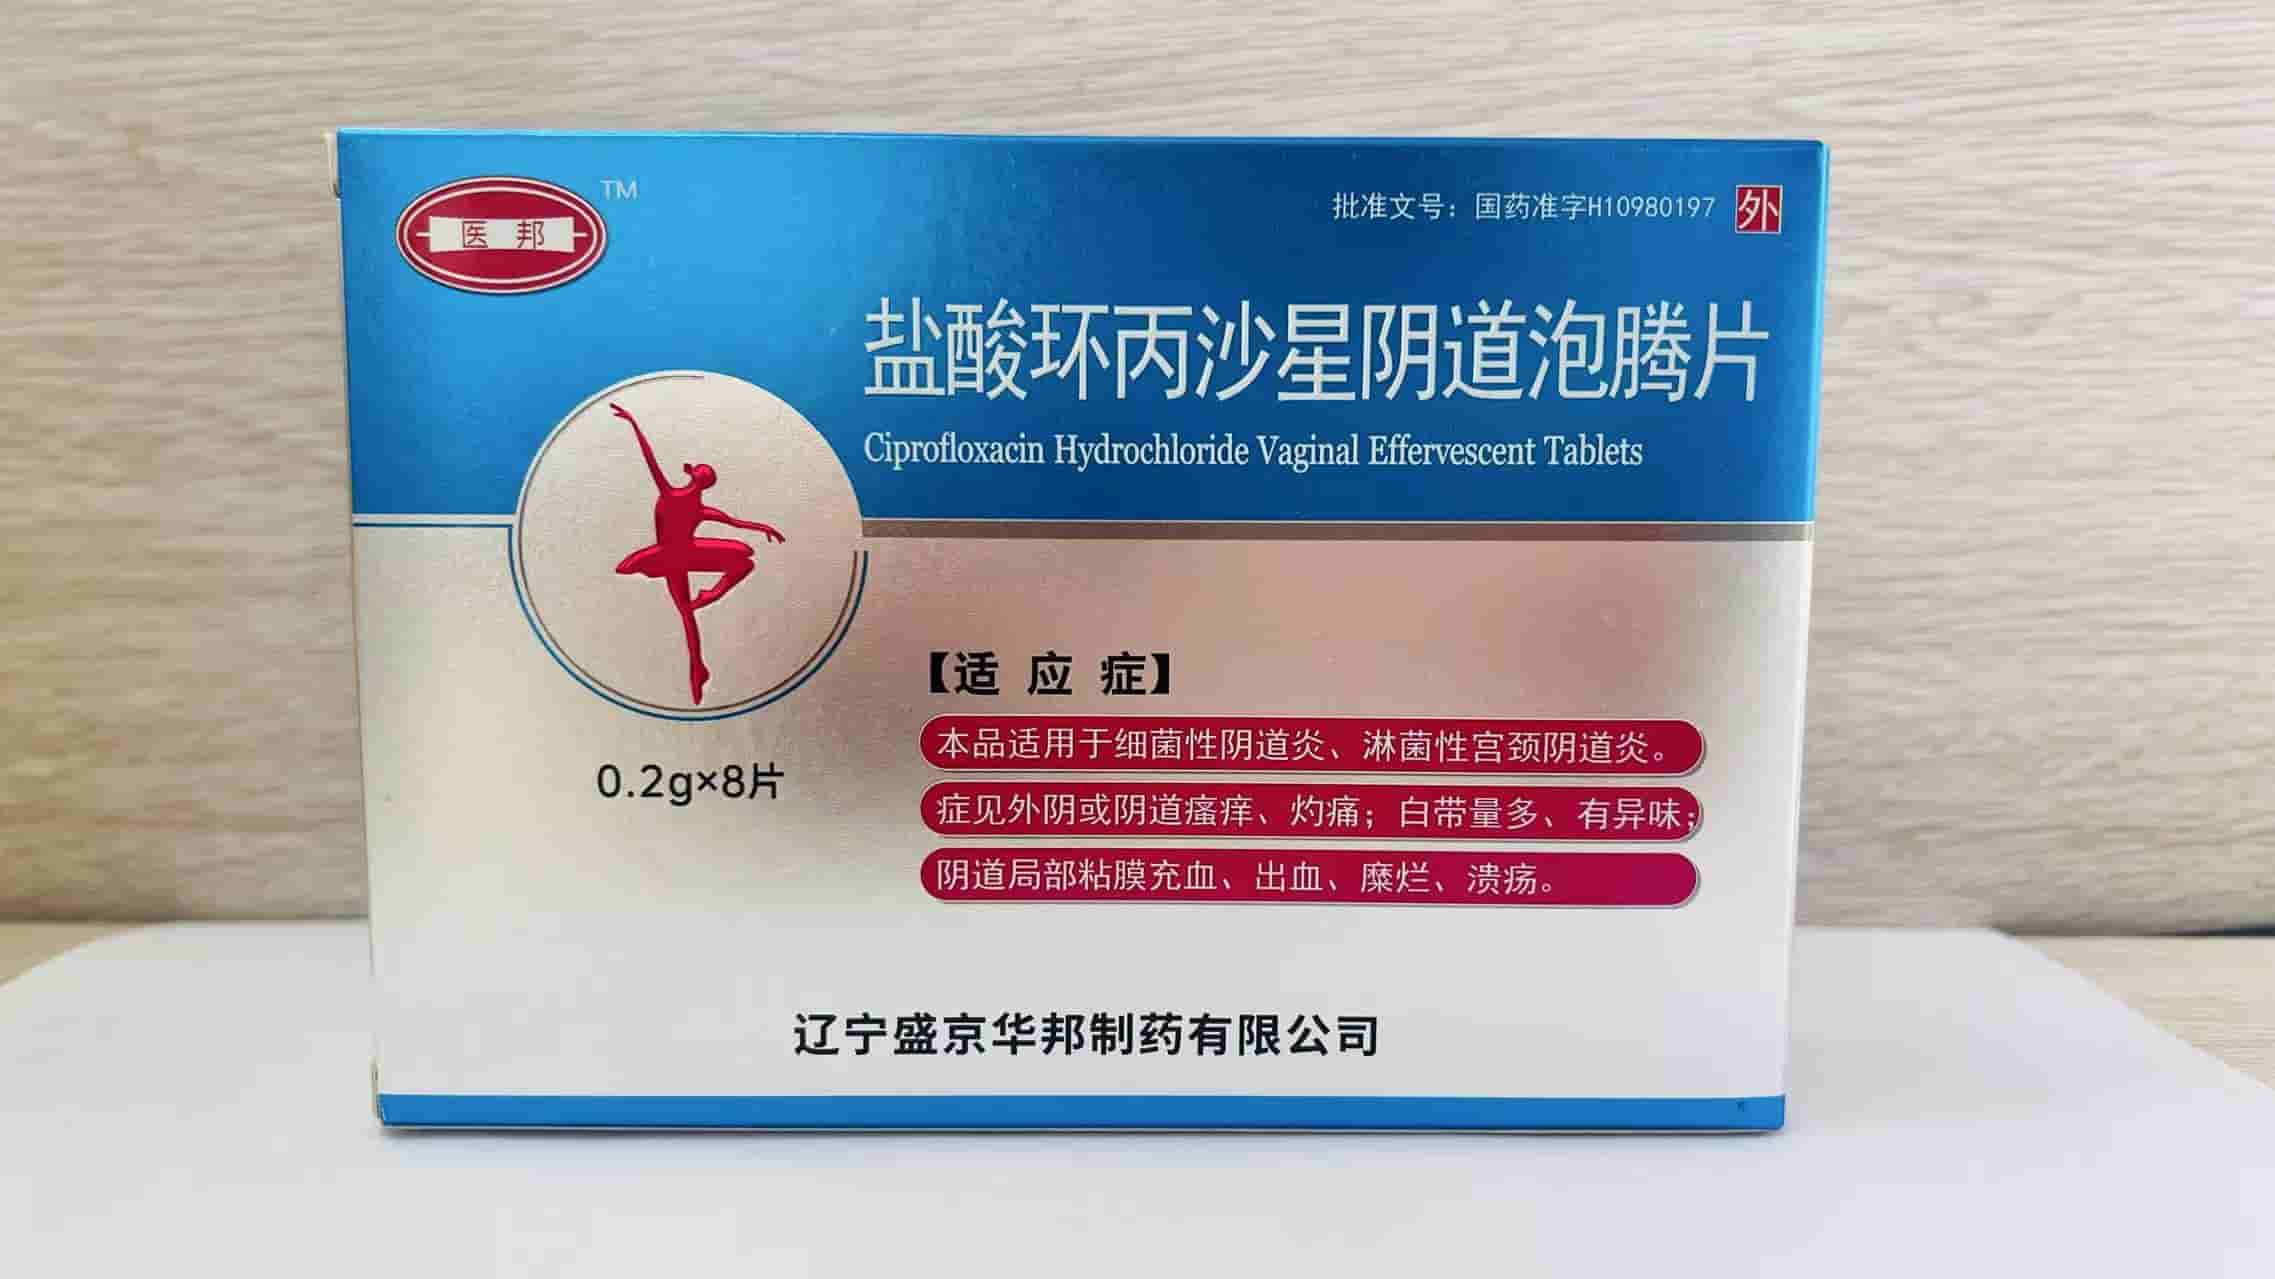 医邦
TM
批准文号：国药准字H10980197 外
盐酸环丙沙星阴道泡腾片
Ciprofloxacin Hydrochloride Vaginal Effervescent Tablets
【适 应 症】
本品适用于细菌性阴道炎、淋菌性宫颈阴道炎。
症见外阴或阴道瘙痒、灼痛；白带量多、有异味；
阴道局部粘膜充血、出血、糜烂、溃疡。
0.2g×8片
辽宁盛京华邦制药有限公司